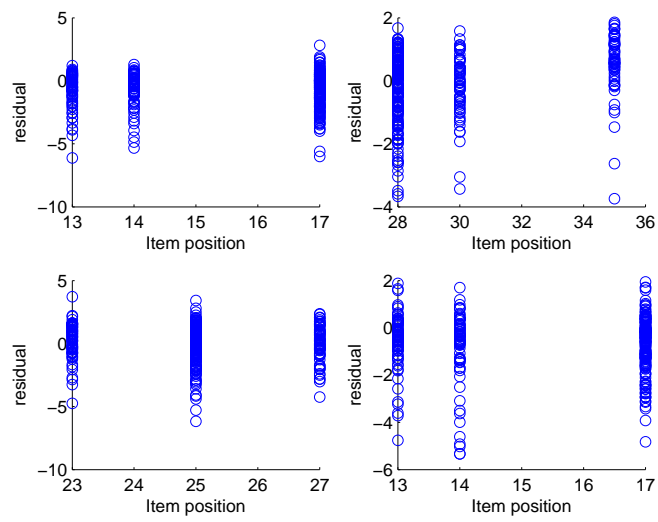 5
0
−5
−10
residual
13 14 15 16 17
Item position
2
0
−2
−4
residual
28 30 32 34 36
Item position
5
0
−5
−10
residual
23 24 25 26 27
Item position
2
0
−2
−4
−6
residual
13 14 15 16 17
Item position